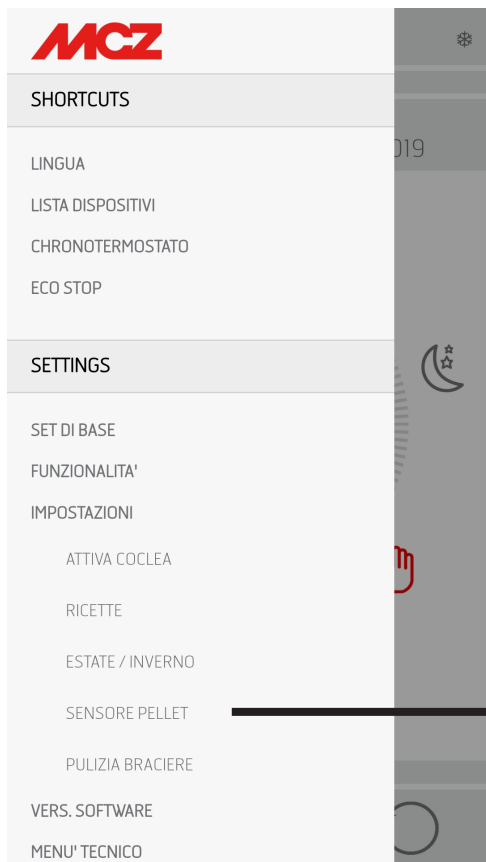 MCZ
SHORTCUTS
019
LINGUA
LISTA DISPOSITIVI
CHRONOTERMOSTATO
ECO STOP
SETTINGS
SET DI BASE
FUNZIONALITA'
IMPOSTAZIONI
ATTIVA COCLEA
RICETTE
ESTATE / INVERNO
SENSORE PELLET
PULIZIA BRACIERE
VERS. SOFTWARE
MENU' TECNICO